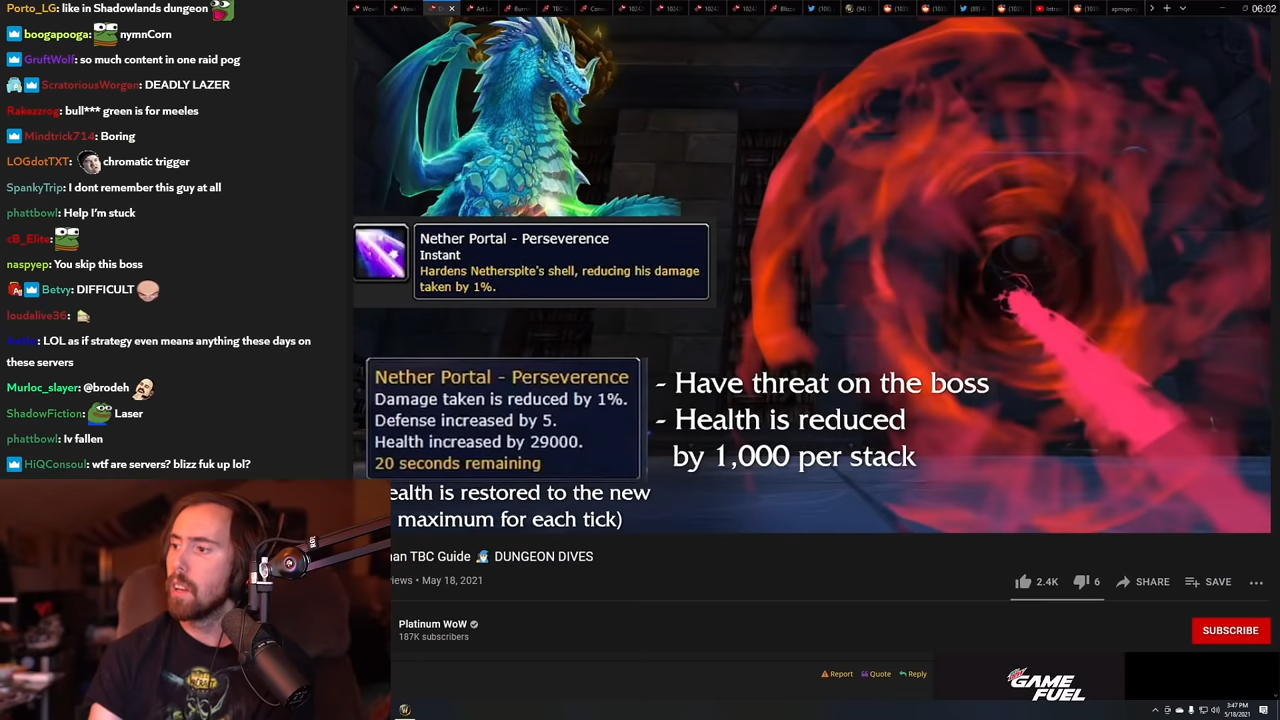 Porto_LG: like in Shadowlands dungeon
boogapooga: nymnCorn
GruftWolf: so much content in one raid pog
ScratoriousWorgen: DEADLY LAZER
Rakezzrog: bull*** green is for meeles
Mindtrick714: Boring
LOGdotTXT: chromatic trigger
SpankyTrip: I dont remember this guy at all
phattbowl: Help I'm stuck
cB_Elite:
naspyep: You skip this boss
Betvy: DIFFICULT
loudalive36:
LOL as if strategy even means anything these days on
these servers
Murloc_slayer: @brodeh
ShadowFiction: Laser
phattbowl: lv fallen
HiQConsoul: wtf are servers? blizz fuk up lol?
06:02
Nether Portal - Perseverence
Instant
Hardens Netherspite's shell, reducing his damage
taken by 1%.
Nether Portal - Perseverence
Damage taken is reduced by 1%.
Defense increased by 5.
Health increased by 29000.
20 seconds remaining
- Have threat on the boss
- Health is reduced
by 1,000 per stack
ealth is restored to the new
maximum for each tick)
an TBC Guide DUNGEON DIVES
iews • May 18, 2021
2.4K
6
SHARE
SAVE
Platinum WoW
187K subscribers
SUBSCRIBE
Report
Quote
Reply
GAME
FUEL
3:47 PM
5/18/2021